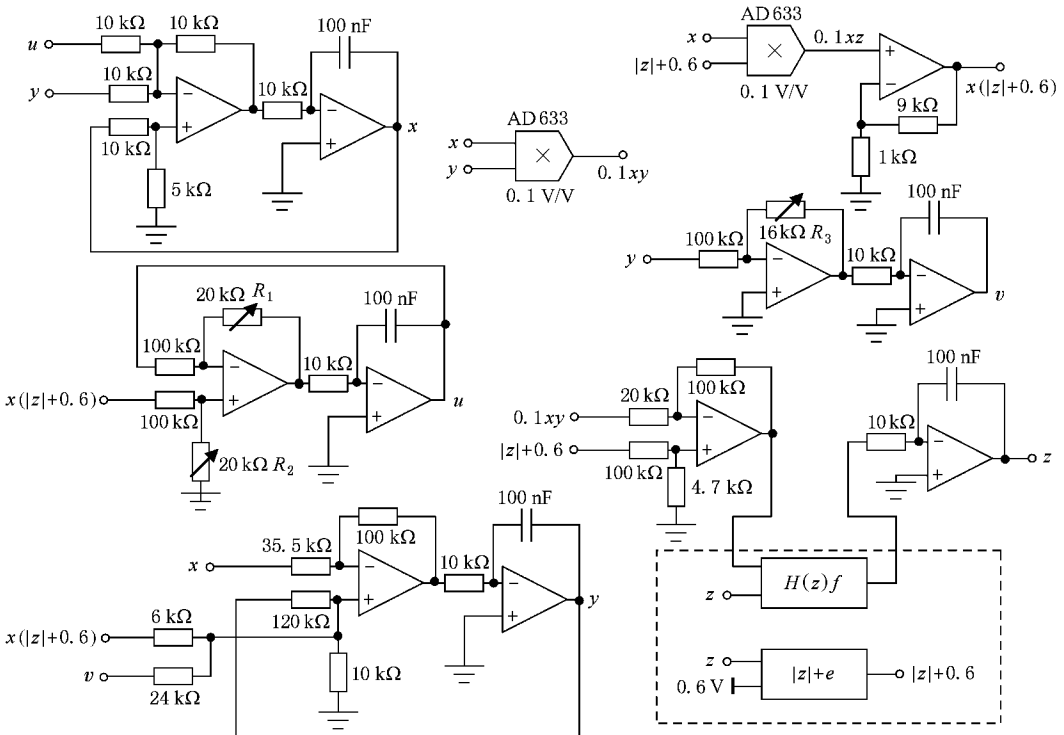 10 kΩ
10 kΩ
u
10 kΩ
y
−
+
10 kΩ
5 kΩ
10 kΩ
100 nF
−
+
x
AD 633
x
y
×
0.1 V/V
0.1xy
AD 633
x
|z|+0.6
×
0.1 V/V
0.1xz
+
−
x(|z|+0.6)
9 kΩ
1 kΩ
y
100 kΩ
16 kΩ R3
−
+
10 kΩ
100 nF
−
+
v
20 kΩ R1
100 kΩ
−
+
x(|z|+0.6)
100 kΩ
20 kΩ R2
10 kΩ
100 nF
−
+
u
0.1xy
20 kΩ
100 kΩ
−
+
|z|+0.6
100 kΩ
4.7 kΩ
10 kΩ
100 nF
−
+
z
x
35.5 kΩ
100 kΩ
−
+
120 kΩ
x(|z|+0.6)
6 kΩ
v
24 kΩ
10 kΩ
10 kΩ
100 nF
−
+
y
H(z)f
z
z
0.6 V
|z|+e
|z|+0.6